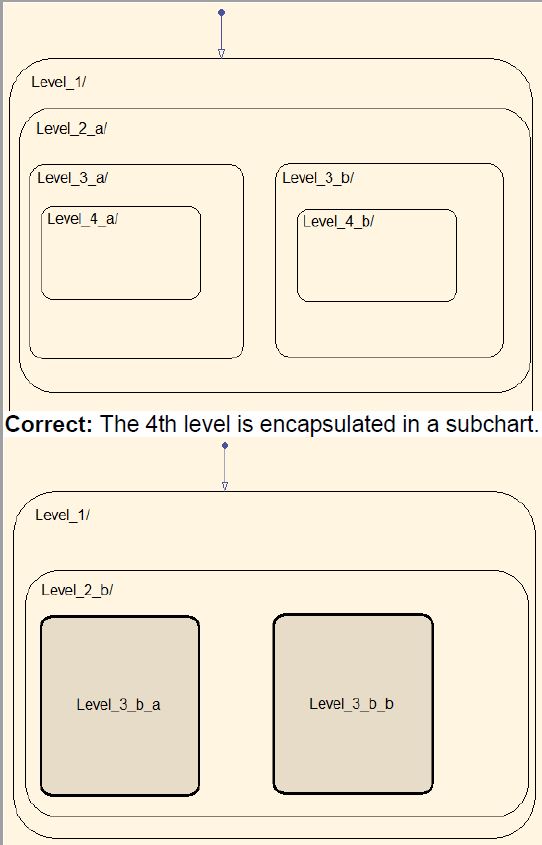 Level_1/
Level_2_a/
Level_3_a/
Level_3_b/
Level_4_a/
Level_4_b/
Correct: The 4th level is encapsulated in a subchart.
Level_1/
Level_2_b/
Level_3_b_a
Level_3_b_b